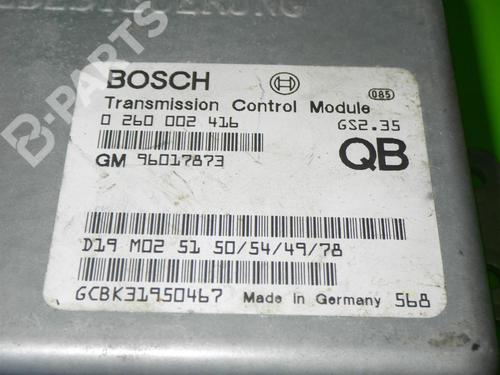 BOSCH
085
Transmission Control Module
0 260 002 416 GS2.35
GM 96017873 QB
D19 M02 51 50/54/49/78
GCBK31950467 Made in Germany 568
B-PARTS